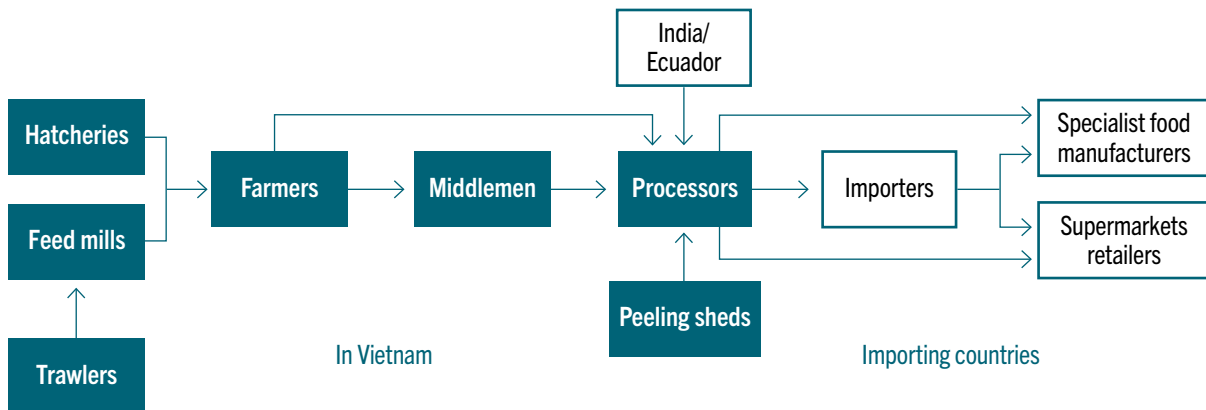 India/
Ecuador
Hatcheries
Specialist food
manufacturers
Farmers
Middlemen
Processors
Importers
Feed mills
Supermarkets
retailers
Peeling sheds
In Vietnam
Importing countries
Trawlers